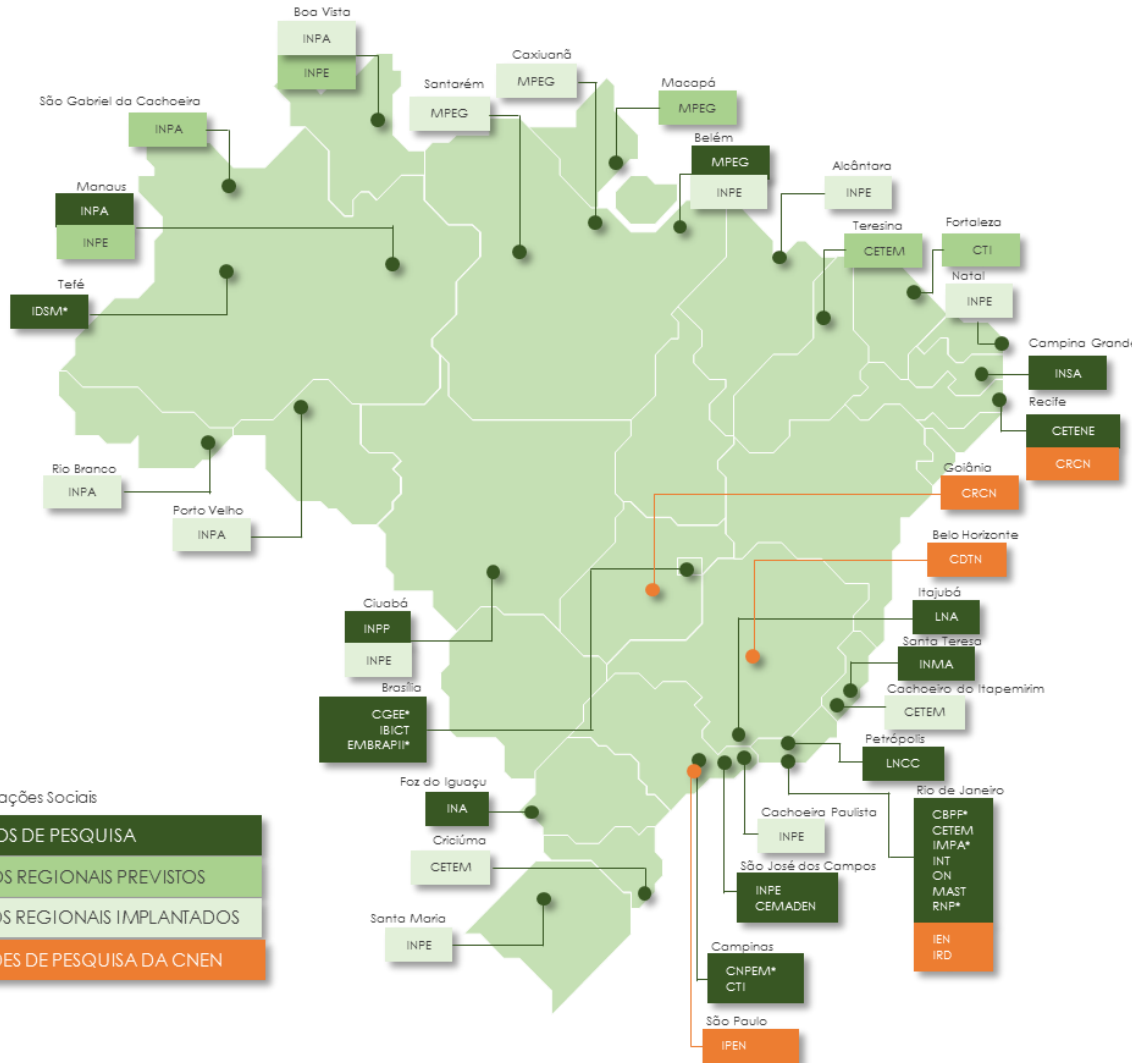 Boa Vista
INPA
INPE
Caxiuanã
MPEG
Santarém
MPEG
Macapá
MPEG
São Gabriel da Cachoeira
INPA
Belém
MPEG
INPE
Alcântara
INPE
Manaus
INPA
INPE
Teresina
CETEM
Fortaleza
CTI
Natal
INPE
Tefé
IDSM*
Campina Grande
INSA
Recife
CETENE
CRCN
Rio Branco
INPA
Porto Velho
INPA
Goiânia
CRCN
Belo Horizonte
CDTN
Itajubá
LNA
Ciuabá
INPP
INPE
Santa Teresa
INMA
Cachoeiro do Itapemirim
CETEM
Brasília
CGEE*
IBICT
EMBRAPII*
Petrópolis
LNCC
Foz do Iguaçu
INA
Rio de Janeiro
CBPF*
CETEM
IMPA*
INT
ON
MAST
RNP*
IEN
IRD
Cachoeira Paulista
INPE
Criciúma
CETEM
São José dos Campos
INPE
CEMADEN
Santa Maria
INPE
Campinas
CNPEM*
CTI
São Paulo
IPEN
ações Sociais
OS DE PESQUISA
OS REGIONAIS PREVISTOS
OS REGIONAIS IMPLANTADOS
DES DE PESQUISA DA CNEN